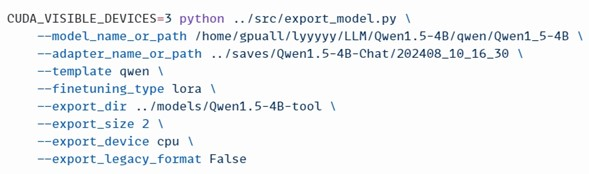 CUDA_VISIBLE_DEVICES=3 python ../src/export_model.py \
--model_name_or_path /home/gpuall/lyyyyy/LLM/Qwen1.5-4B/qwen/Qwen1_5-4B \
--adapter_name_or_path ../saves/Qwen1.5-4B-Chat/202408_10_16_30 \
--template qwen \
--finetuning_type lora \
--export_dir ../models/Qwen1.5-4B-tool \
--export_size 2 \
--export_device cpu \
--export_legacy_format False